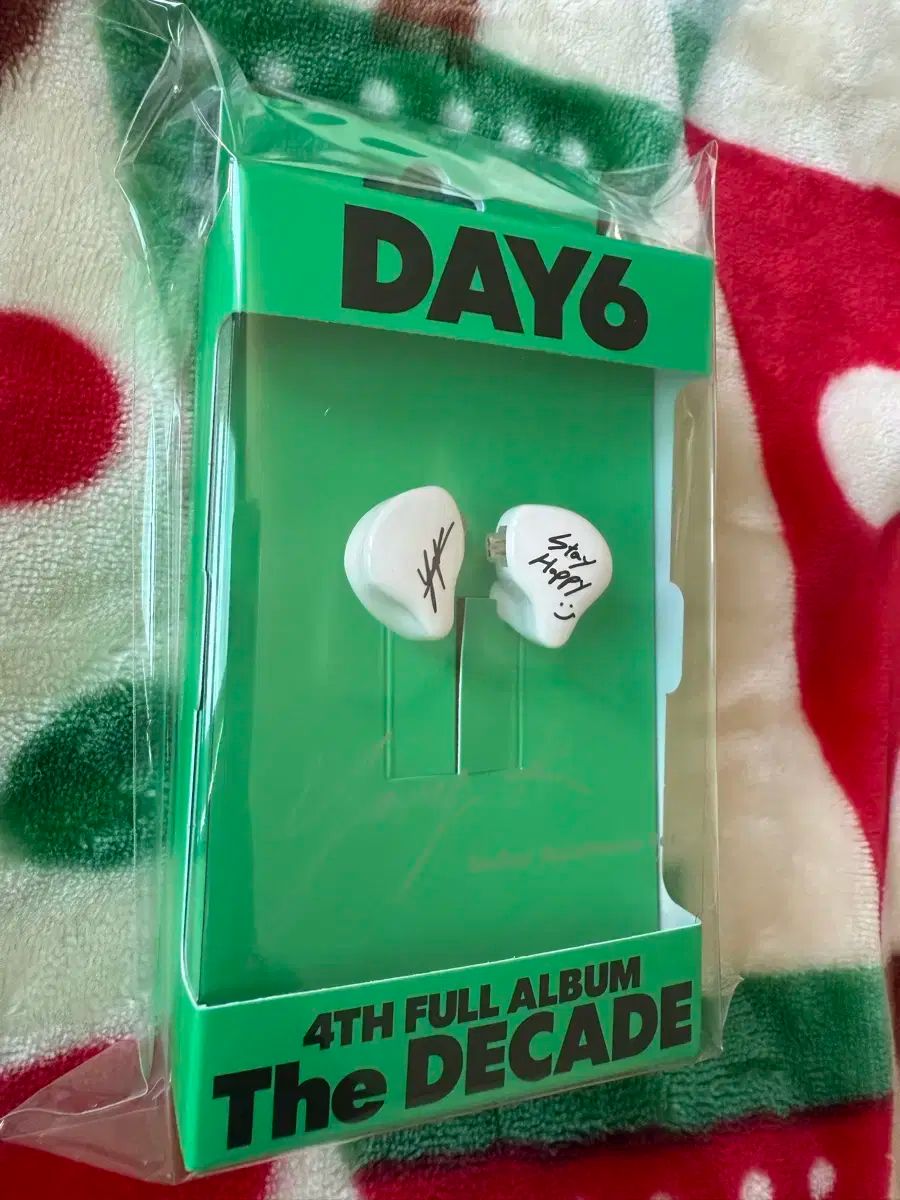 DAY6
Stay
Happy
:)
4TH FULL ALBUM
The DECADE